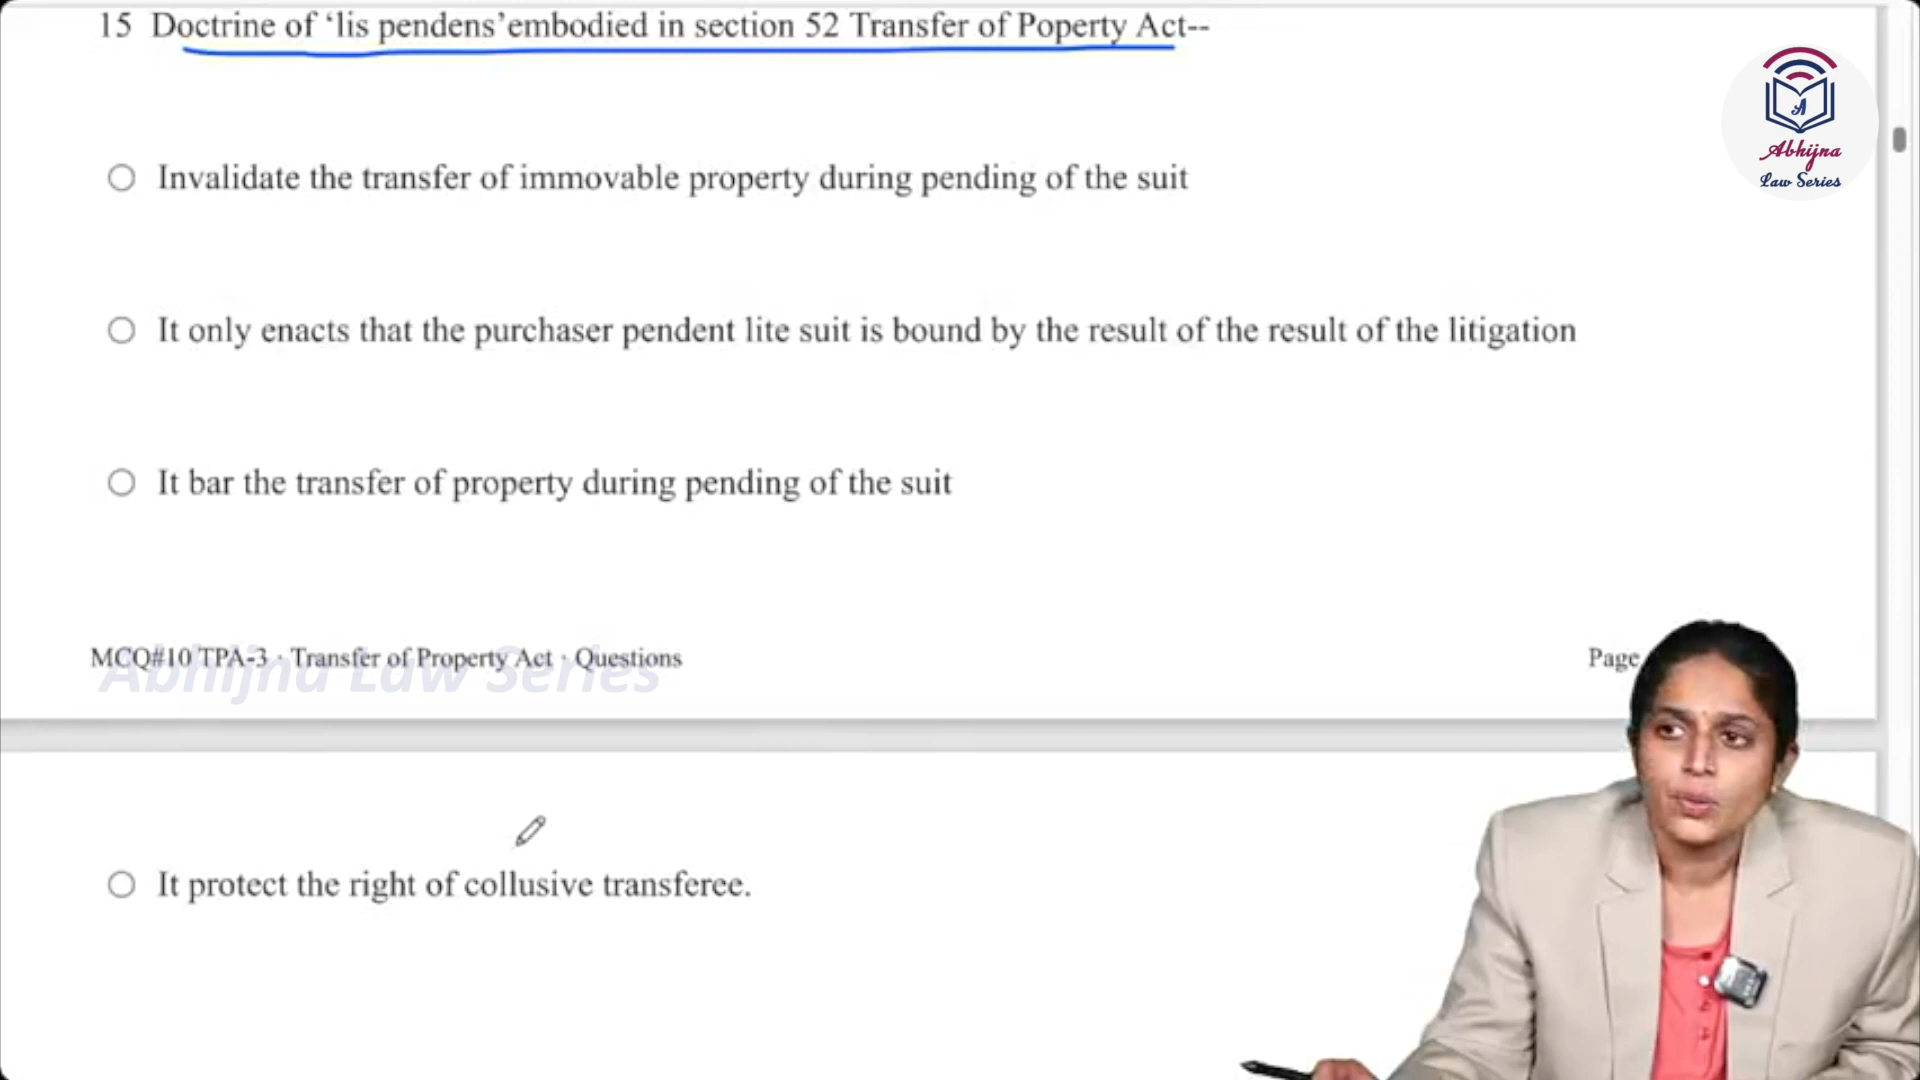 15 Doctrine of ‘lis pendens’embodied in section 52 Transfer of Poperty Act--
Invalidate the transfer of immovable property during pending of the suit
It only enacts that the purchaser pendent lite suit is bound by the result of the result of the litigation
It bar the transfer of property during pending of the suit
MCQ#10 TPA-3 · Transfer of Property Act · Questions
Page
Abhijna Law Series
It protect the right of collusive transferee.
A
Abhijna
Law Series